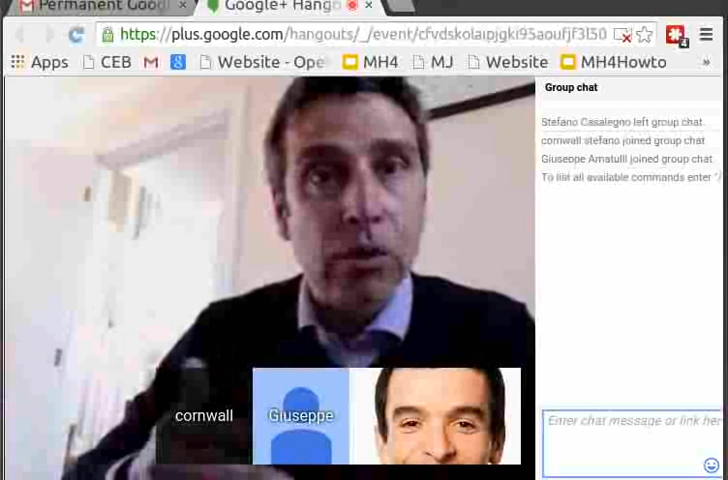 Permanent Googl
Google+ Hango
https://plus.google.com/hangouts/_/event/cfvdskolaipjgki95aoufjf3l50
4
Apps CEB Website - Ope MH4 MJ Website MH4Howto »
Group chat
Stefano Casalegno left group chat.
cornwall stefano joined group chat
Giuseppe Amatulli joined group chat.
To list all available commands enter "/
cornwall
Giuseppe
Enter chat message or link her